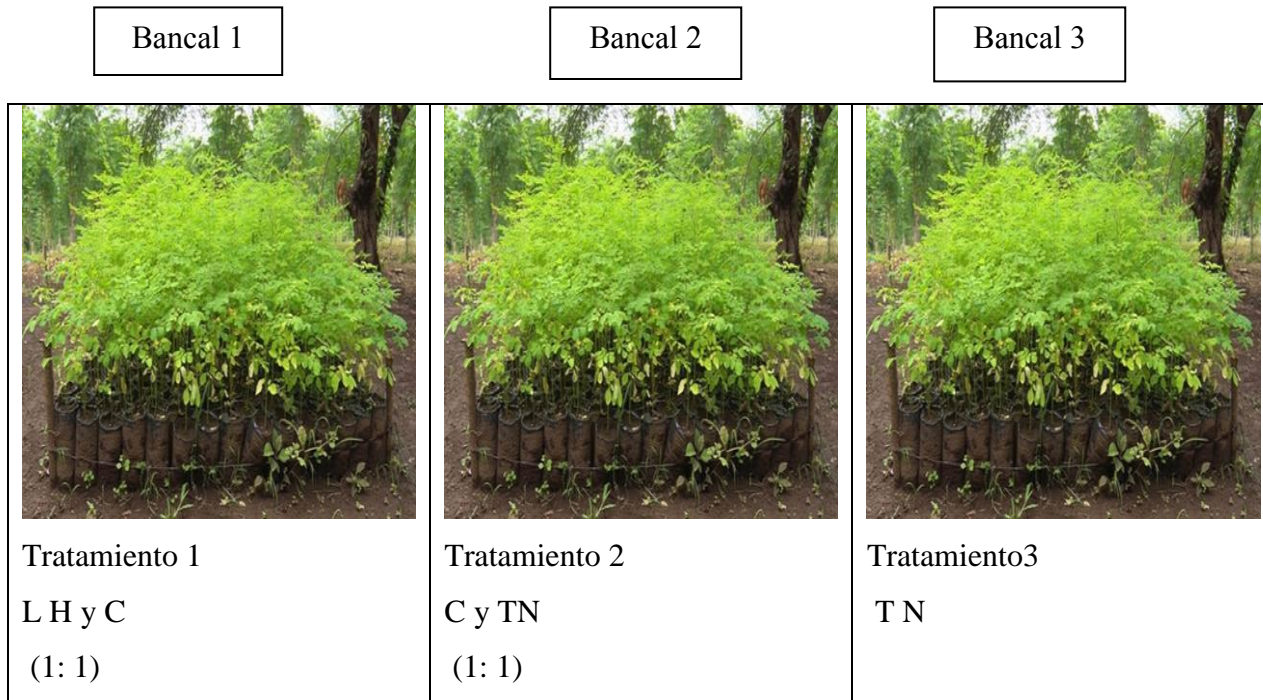 Bancal 1
Bancal 2
Bancal 3
Tratamiento 1
L H y C
(1: 1)
Tratamiento 2
C y TN
(1: 1)
Tratamiento3
T N